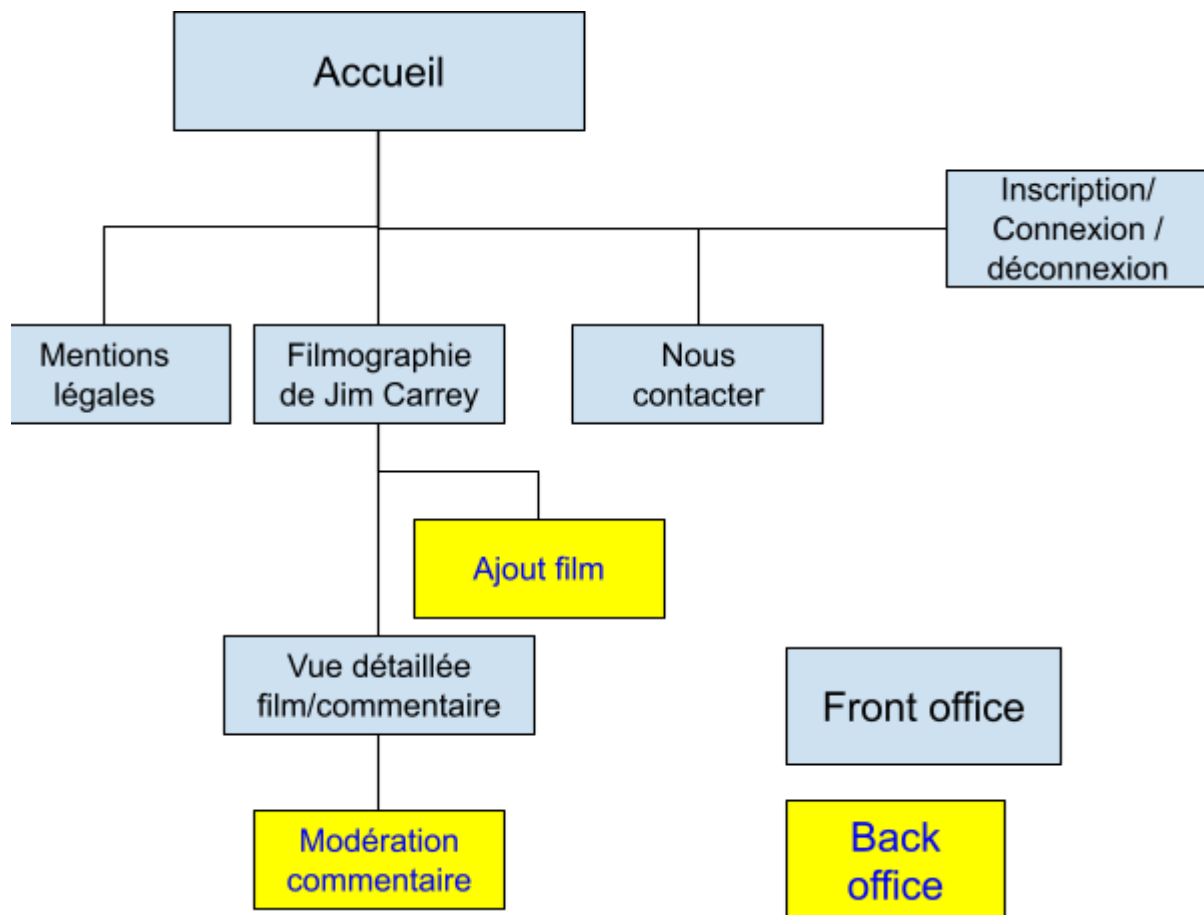 Accueil
Inscription/
Connexion /
déconnexion
Mentions
légales
Filmographie
de Jim Carrey
Nous
contacter
Ajout film
Vue détaillée
film/commentaire
Front office
Modération
commentaire
Back
office